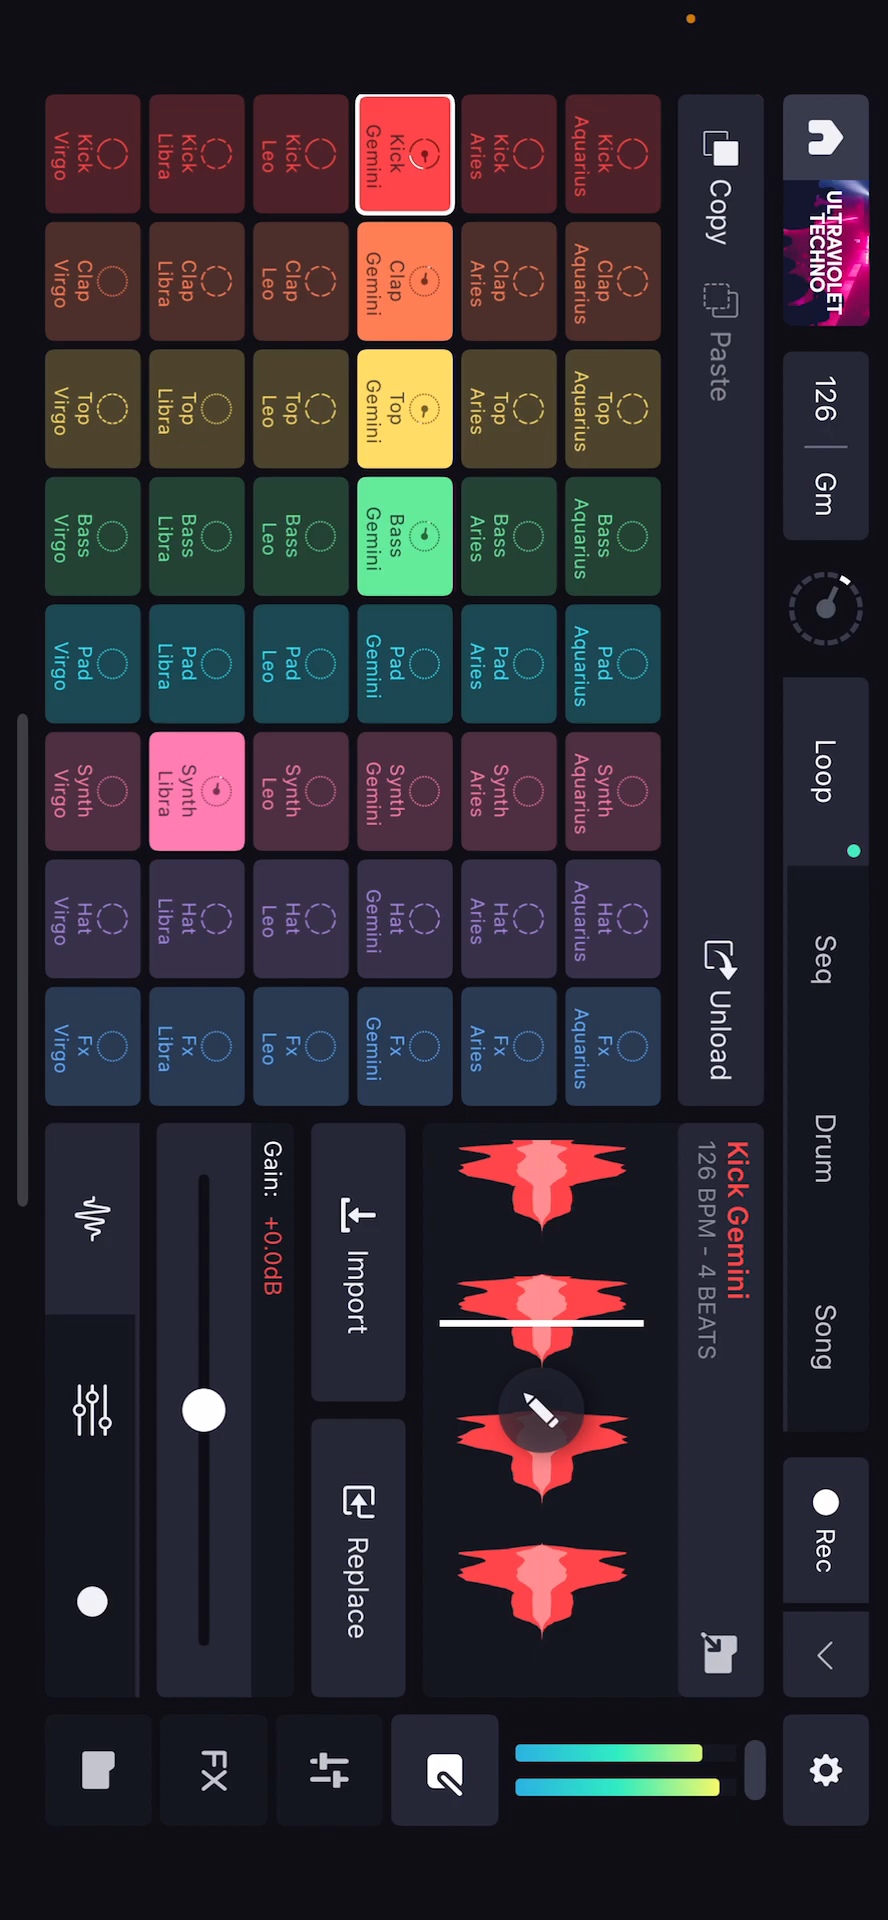 ULTRAVIOLET
TECHNO
126
Gm
Loop
Seq
Drum
Song
Rec
Copy
Paste
Unload
Kick
Aquarius
Clap
Aquarius
Top
Aquarius
Bass
Aquarius
Pad
Aquarius
Synth
Aquarius
Hat
Aquarius
Fx
Aquarius
Kick
Aries
Clap
Aries
Top
Aries
Bass
Aries
Pad
Aries
Synth
Aries
Hat
Aries
Fx
Aries
Kick
Gemini
Clap
Gemini
Top
Gemini
Bass
Gemini
Pad
Gemini
Synth
Gemini
Hat
Gemini
Fx
Gemini
Kick
Leo
Clap
Leo
Top
Leo
Bass
Leo
Pad
Leo
Synth
Leo
Hat
Leo
Fx
Leo
Kick
Libra
Clap
Libra
Top
Libra
Bass
Libra
Pad
Libra
Synth
Libra
Hat
Libra
Fx
Libra
Kick
Virgo
Clap
Virgo
Top
Virgo
Bass
Virgo
Pad
Virgo
Synth
Virgo
Hat
Virgo
Fx
Virgo
Kick Gemini
126 BPM - 4 BEATS
Import
Replace
Gain: +0.0dB
FX